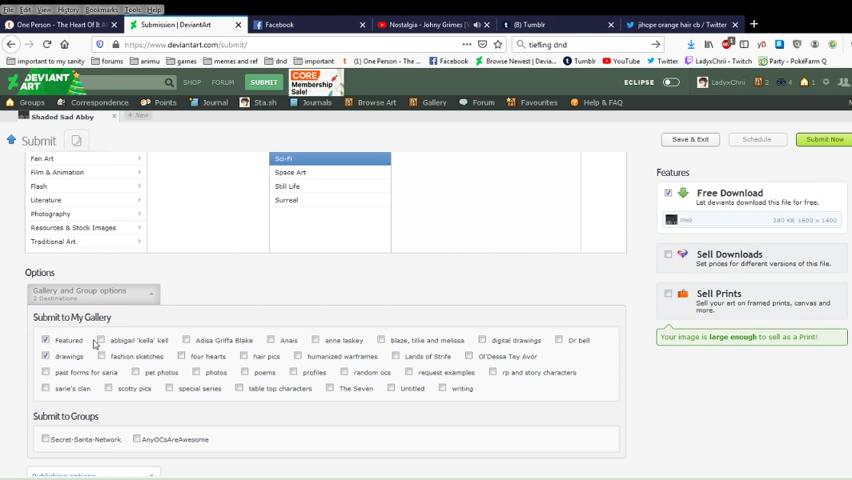 File Edit View History Bookmarks Tools Help
One Person - The Heart Of It Al
Submission | DeviantArt
Facebook
Nostalgia - Johny Grimes
(1) Tumblr
jihope orange hair cb / Twitter
https://www.deviantart.com/submit/
tiefling dnd
important to my sanity
forum
animu
games
memes and ref
dnd
important
(1) One Person - ...
Facebook
Browse Newest | Devia...
Tumblr
YouTube
Twitter
LadyxChrii - Twitch
Party - PokéFarm Q
DEVIANT ART
SHOP
FORUM
SUBMIT
CORE Membership Sale!
ECLIPSE
LadyxChrii
2
4
1
Groups
Correspondence
Points
Journal
Sta.sh
Journals
Browse Art
Gallery
Forum
Favourites
Help & FAQ
Shaded Sad Abby
+ New
Submit
Save & Exit
Schedule
Submit Now
Fan Art
Film & Animation
Flash
Literature
Photography
Resources & Stock Images
Traditional Art
Sci-Fi
Space Art
Still Life
Surreal
Features
Free Download
Let deviants download this file for free.
PNG
280 KB 1600 x 1400
Sell Downloads
Set prices for different versions of this file.
Sell Prints
Sell your art on framed prints, canvas and more.
Your image is large enough to sell as a Print!
Options
Gallery and Group options
2 Destinations
Submit to My Gallery
Featured abbigail 'kella' kell Adisa Griffa Blake Anais anne laskey blaze, tillie and melissa digital drawings Dr bell
drawings fashion sketches four hearts hair pics humanized warframes Lands of Strife Ol'Dessa Tey Avor
past forms for saria pet photos photos poems profiles random ocs request examples rp and story characters
sarie's clan scotty pics special series table top characters The Seven Untitled writing
Submit to Groups
Secret-Santa-Network AnyOCsAreAwesome
Publishing options